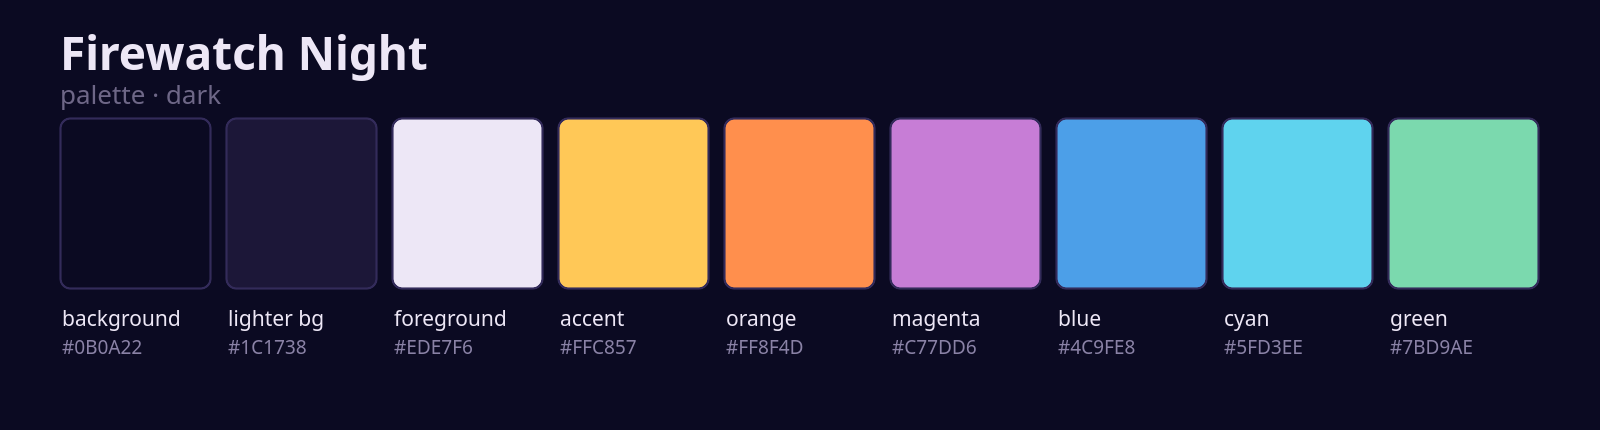 Firewatch Night
palette · dark
background lighter bg foreground accent orange magenta blue cyan green
#0B0A22 #1C1738 #EDE7F6 #FFC857 #FF8F4D #C77DD6 #4C9FE8 #5FD3EE #7BD9AE